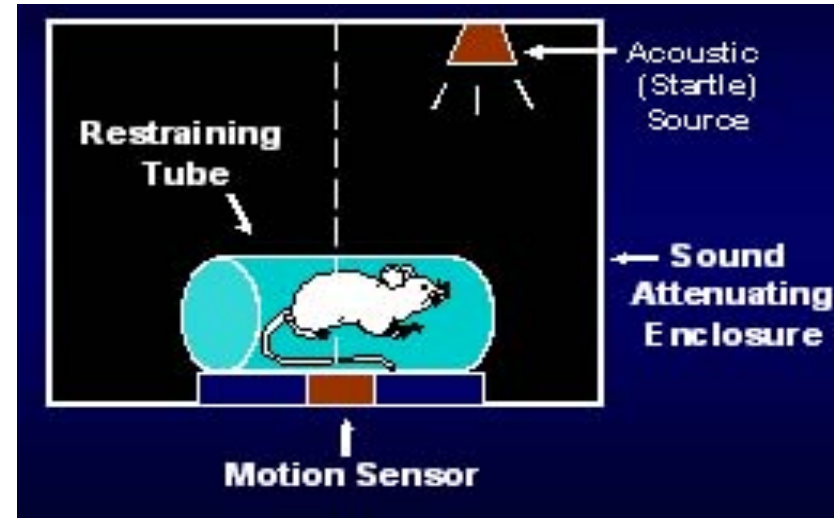 Acoustic
(Startle)
Source
Restraining
Tube
Sound
Attenuating
Enclosure
Motion Sensor